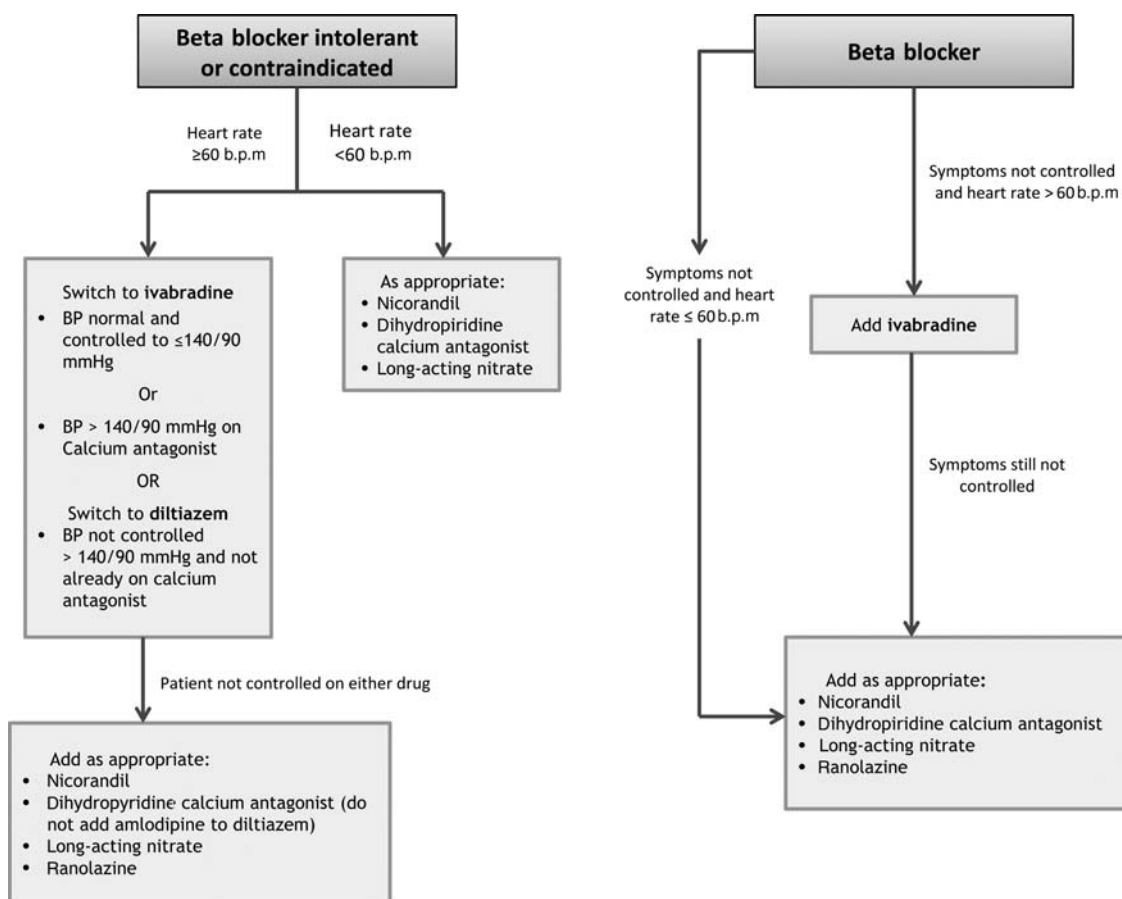 Beta blocker intolerant
or contraindicated
Heart rate
≥60 b.p.m
Heart rate
<60 b.p.m
Switch to ivabradine
• BP normal and
controlled to ≤140/90
mmHg
Or
• BP > 140/90 mmHg on
Calcium antagonist
OR
Switch to diltiazem
• BP not controlled
> 140/90 mmHg and not
already on calcium
antagonist
As appropriate:
• Nicorandil
• Dihydropiridine
calcium antagonist
• Long-acting nitrate
Patient not controlled on either drug
Add as appropriate:
• Nicorandil
• Dihydropyridine calcium antagonist (do
not add amlodipine to diltiazem)
• Long-acting nitrate
• Ranolazine
Beta blocker
Symptoms not controlled
and heart rate > 60 b.p.m
Symptoms not
controlled and heart
rate ≤ 60 b.p.m
Add ivabradine
Symptoms still not
controlled
Add as appropriate:
• Nicorandil
• Dihydropiridine calcium antagonist
• Long-acting nitrate
• Ranolazine